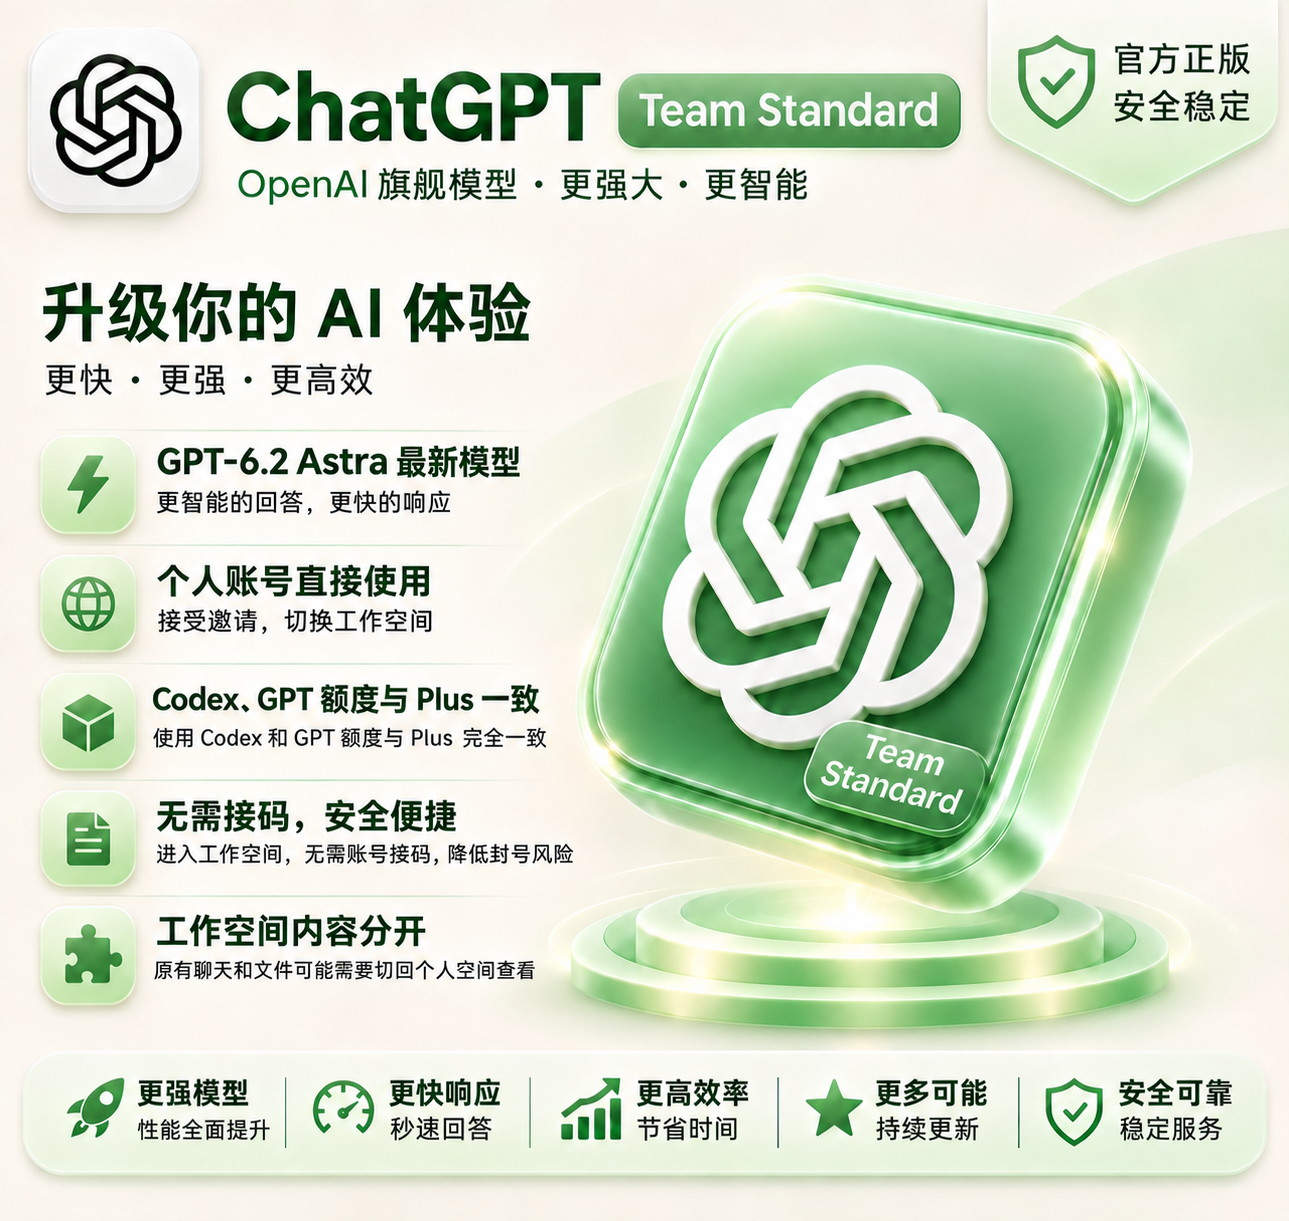 ChatGPT
Team Standard
OpenAI 旗舰模型 · 更强大 · 更智能
官方正版
安全稳定
升级你的 AI 体验
更快 · 更强 · 更高效
GPT-6.2 Astra 最新模型
更智能的回答，更快的响应
个人账号直接使用
接受邀请，切换工作空间
Codex、GPT 额度与 Plus 一致
使用 Codex 和 GPT 额度与 Plus 完全一致
无需接码，安全便捷
进入工作空间，无需账号接码，降低封号风险
工作空间内容分开
原有聊天和文件可能需要切回个人空间查看
Team
Standard
更强模型
性能全面提升
更快响应
秒速回答
更高效率
节省时间
更多可能
持续更新
安全可靠
稳定服务